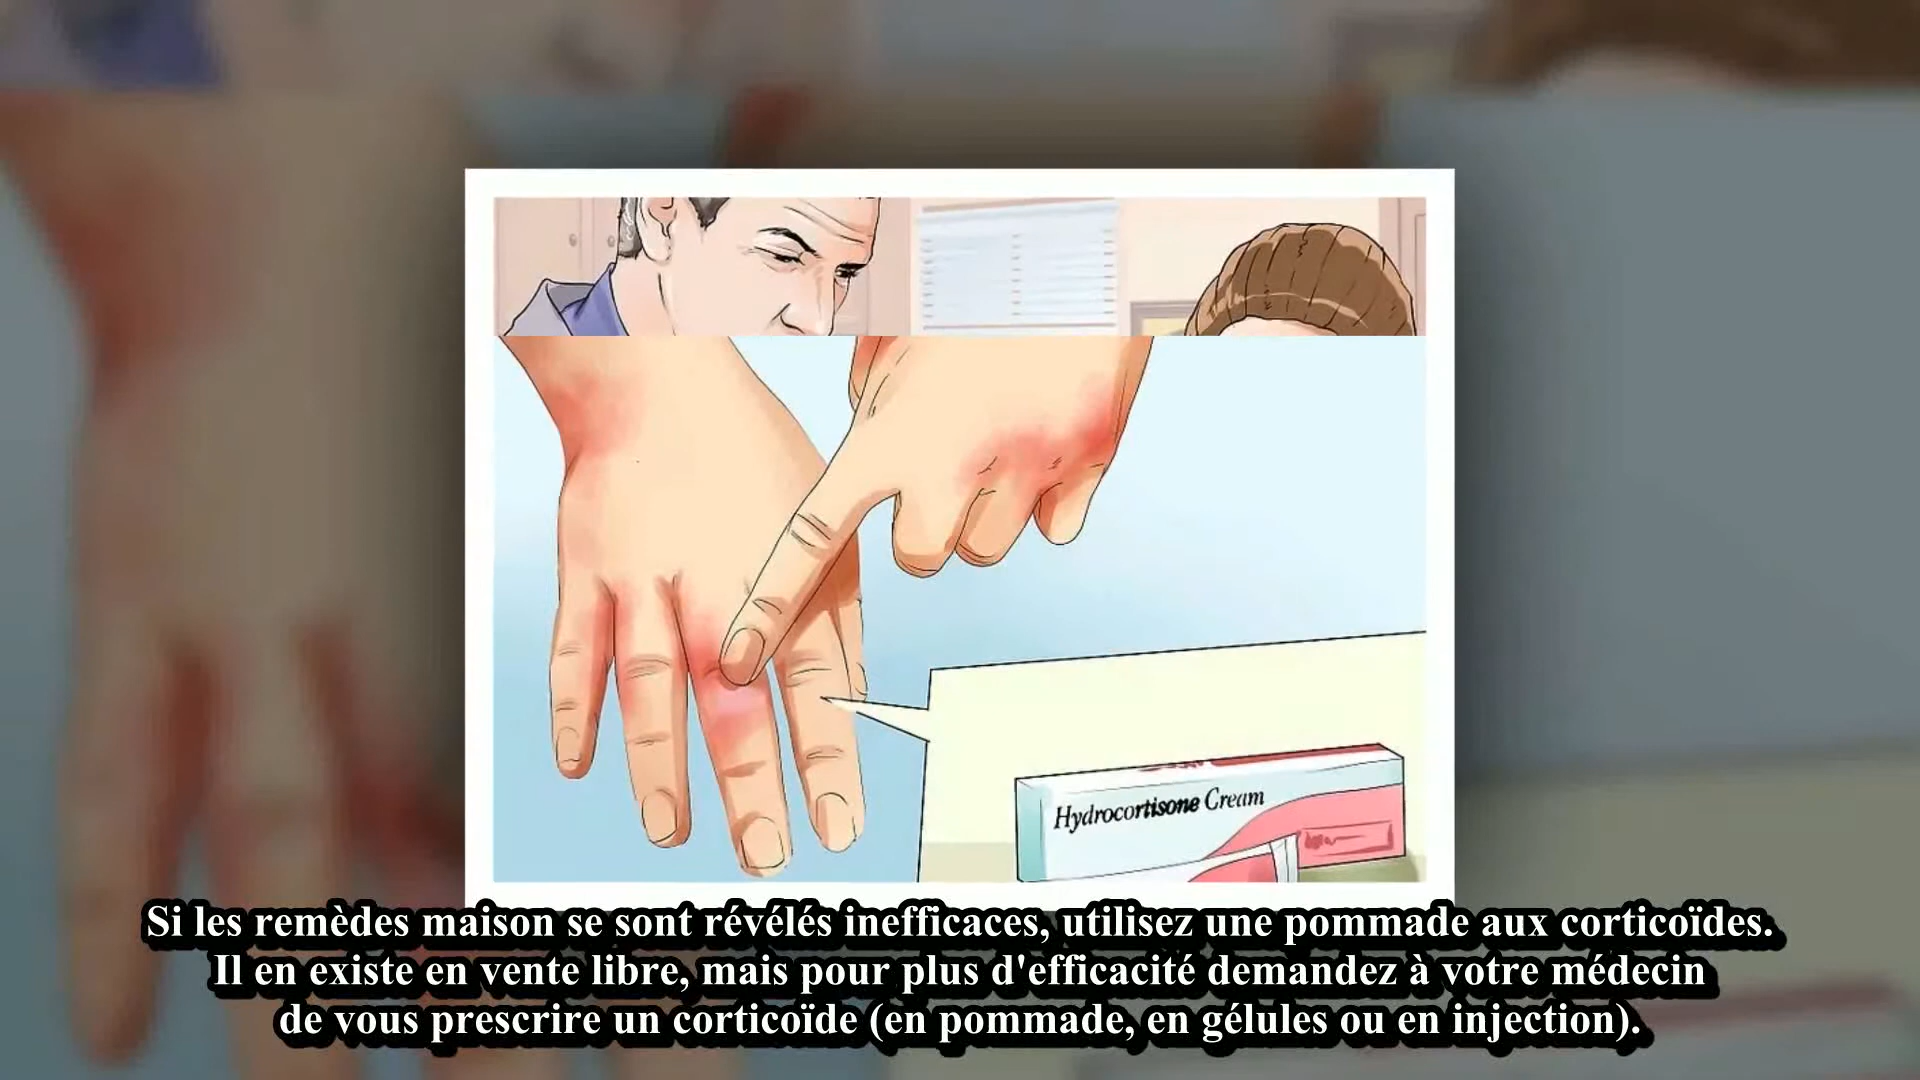 Hydrocortisone Cream
Si les remèdes maison se sont révélés inefficaces, utilisez une pommade aux corticoïdes.
Il en existe en vente libre, mais pour plus d'efficacité demandez à votre médecin
de vous prescrire un corticoïde (en pommade, en gélules ou en injection).